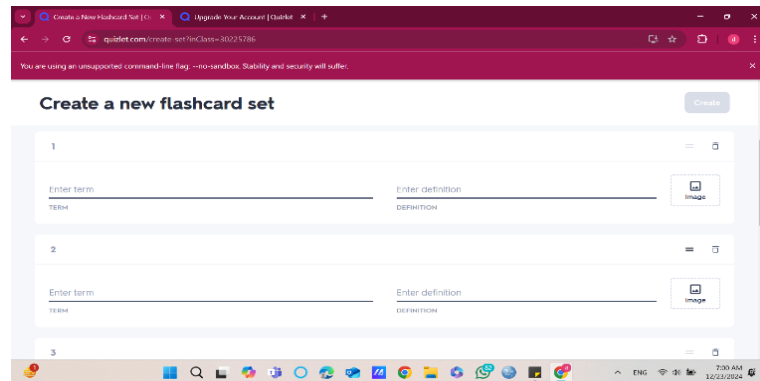 Create a New Flashcard Set | Q
Upgrade Your Account | Quizlet
quizlet.com/create-set?inClass=30225786
You are using an unsupported command-line flag: --no-sandbox. Stability and security will suffer.
Create a new flashcard set
Create
1
Enter term
Enter definition
Image
TERM
DEFINITION
2
Enter term
Enter definition
Image
TERM
DEFINITION
3
ENG
7:00 AM
12/23/2024